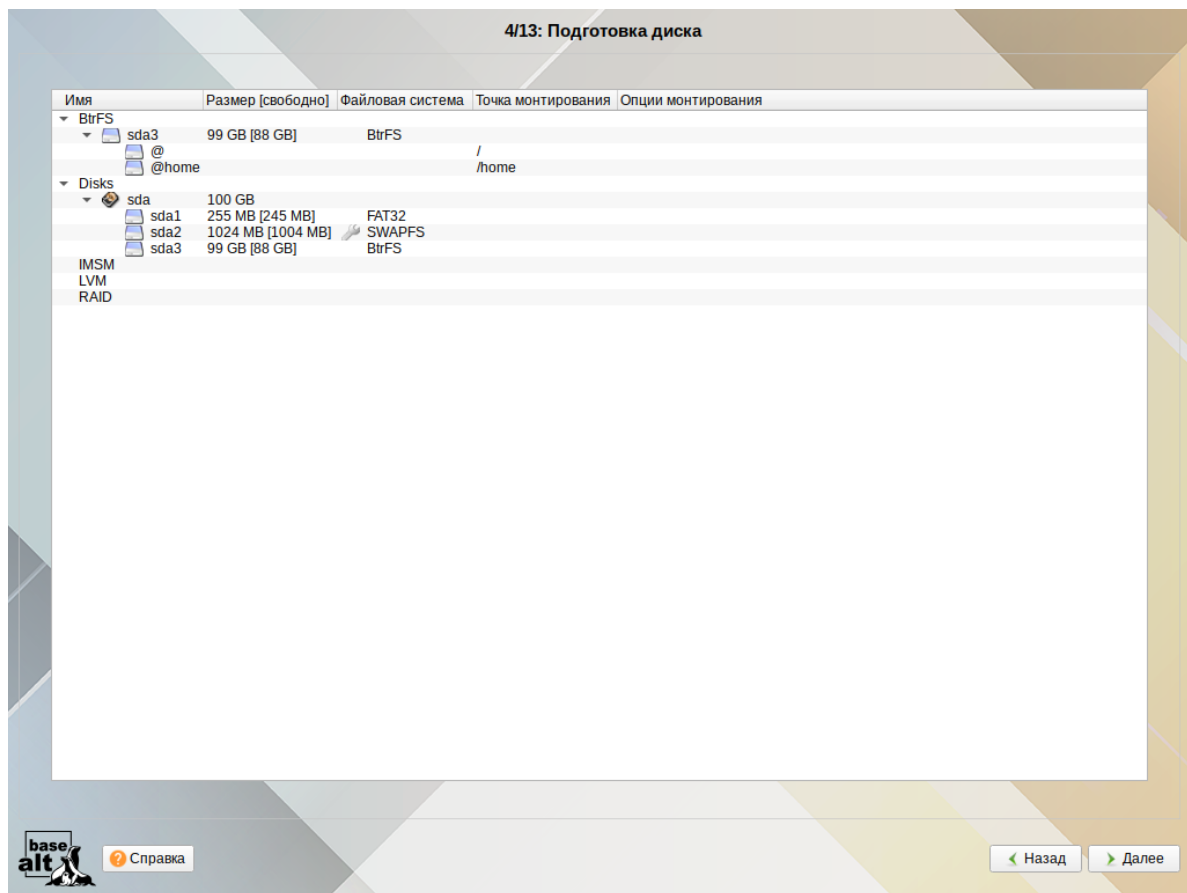 4/13: Подготовка диска
Имя Размер [свободно] Файловая система Точка монтирования Опции монтирования
BtrFS
sda3 99 GB [88 GB] BtrFS
@ /
@home /home
Disks
sda 100 GB
sda1 255 MB [245 MB] FAT32
sda2 1024 MB [1004 MB] SWAPFS
sda3 99 GB [88 GB] BtrFS
IMSM
LVM
RAID
base
alt
Справка
Назад
Далее